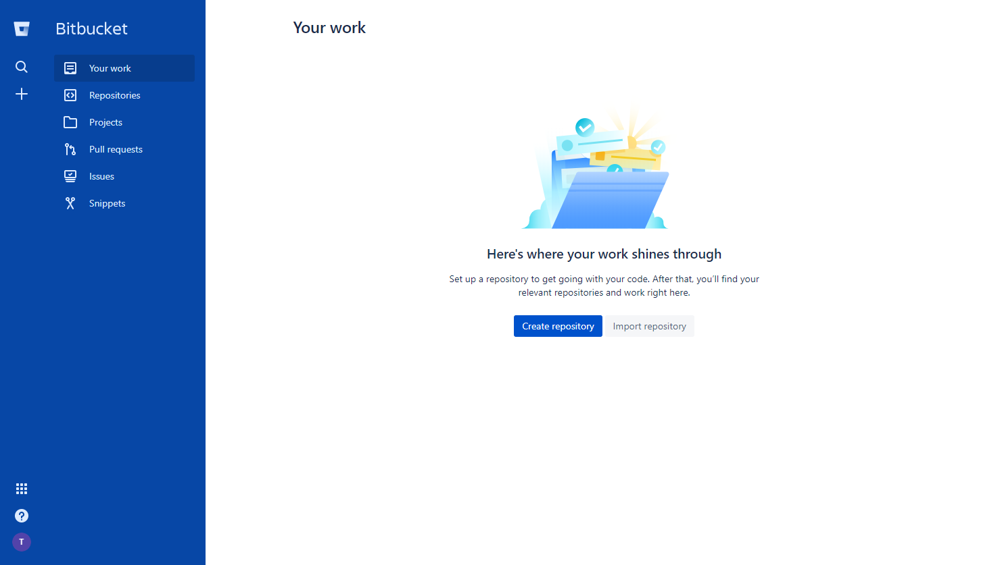 Bitbucket
Your work
Repositories
Projects
Pull requests
Issues
Snippets
T
Your work
Here's where your work shines through
Set up a repository to get going with your code. After that, you’ll find your
relevant repositories and work right here.
Create repository
Import repository